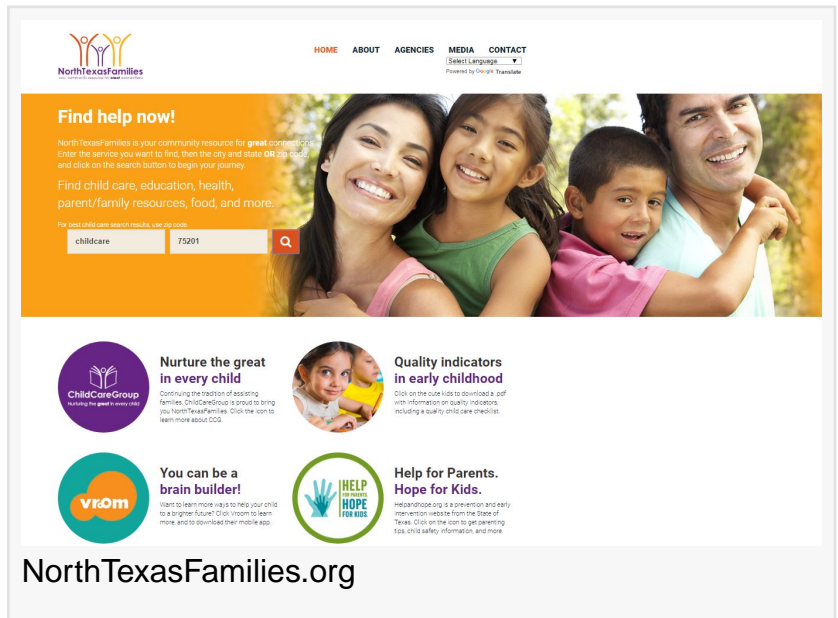 HOME ABOUT AGENCIES MEDIA CONTACT
Select Language ▼
Powered by Google Translate
NorthTexasFamilies
your community resource for great connections
Find help now!
NorthTexasFamilies is your community resource for great connections.
Enter the service you want to find, then the city and state OR zip code,
and click on the search button to begin your journey.
Find child care, education, health,
parent/family resources, food, and more.
For best child care search results, use zip code
childcare 75201
ChildCareGroup
Nurturing the great in every child
Nurture the great
in every child
Continuing the tradition of assisting
families, ChildCareGroup is proud to bring
you NorthTexasFamilies. Click the icon to
learn more about CCG.
Quality indicators
in early childhood
Click on the cute kids to download a .pdf
with information on quality indicators,
including a quality child care checklist.
vroom
You can be a
brain builder!
Want to learn more ways to help your child
to a brighter future? Click Vroom to learn
more, and to download their mobile app.
HELP
FOR PARENTS.
HOPE
FOR KIDS.
Help for Parents.
Hope for Kids.
Helpandhope.org is a prevention and early
intervention website from the State of
Texas. Click on the icon to get parenting
tips, child safety information, and more.
NorthTexasFamilies.org